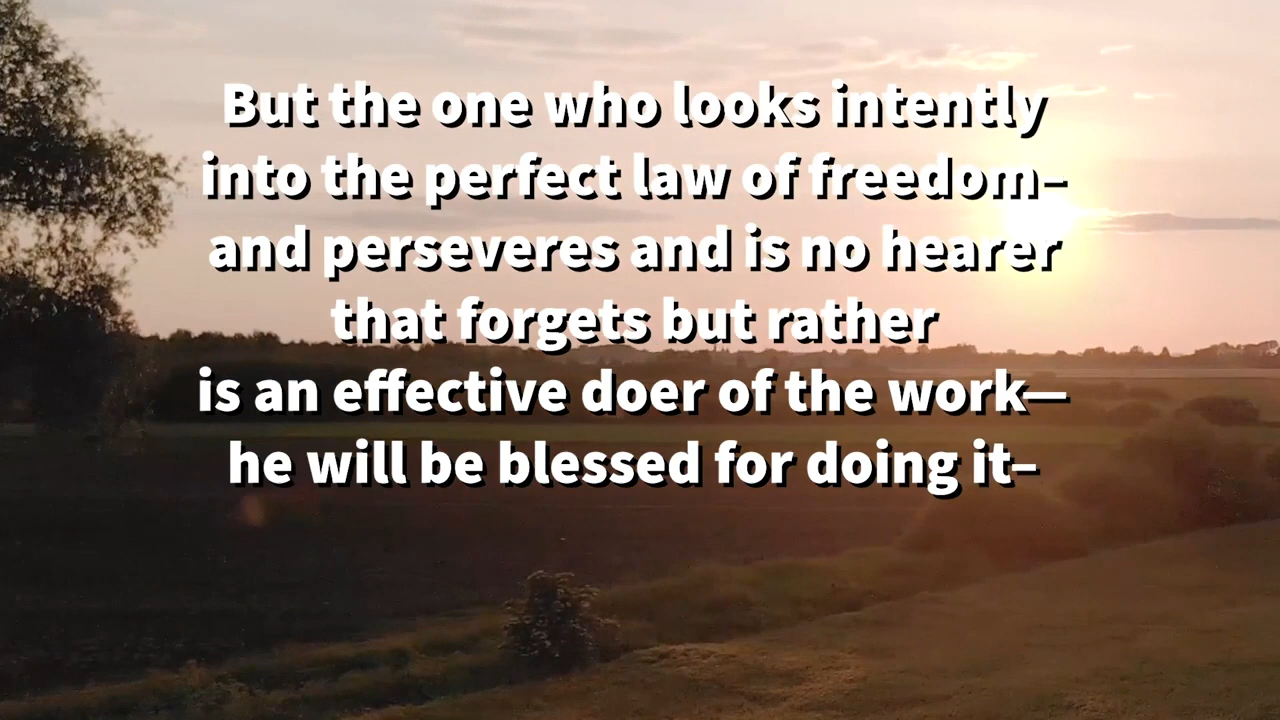 But the one who looks intently
into the perfect law of freedom–
and perseveres and is no hearer
that forgets but rather
is an effective doer of the work—
he will be blessed for doing it–